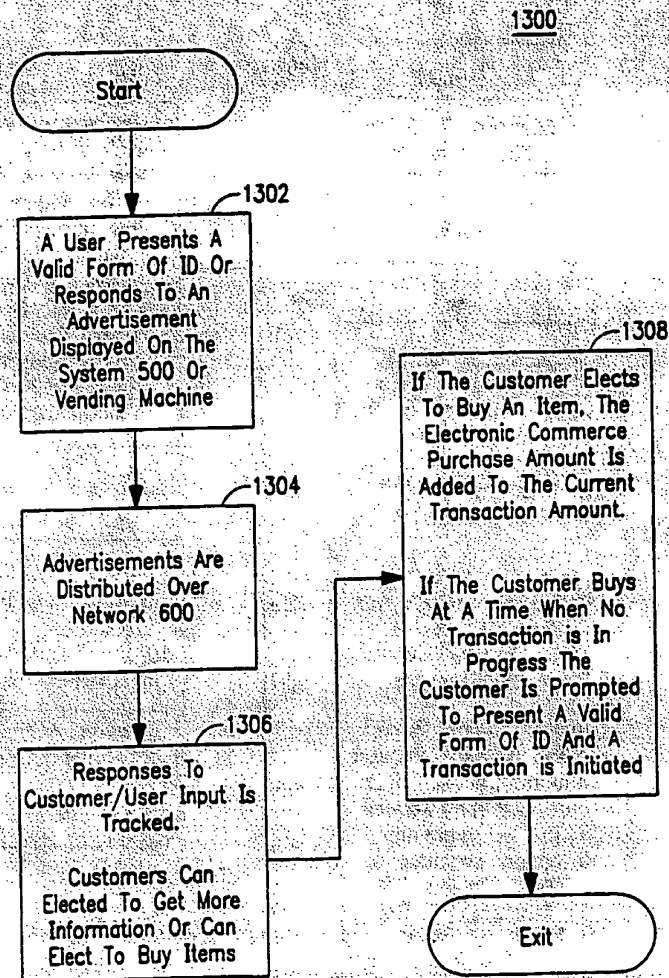 1300
Start
1302
A User Presents A
Valid Form Of ID Or
Responds To An
Advertisement
Displayed On The
System 500 Or
Vending Machine
1304
Advertisements Are
Distributed Over
Network 600
1306
Responses To
Customer/User Input Is
Tracked.
Customers Can
Elected To Get More
Information Or Can
Elect To Buy Items
1308
If The Customer Elects
To Buy An Item, The
Electronic Commerce
Purchase Amount Is
Added To The Current
Transaction Amount.
If The Customer Buys
At A Time When No
Transaction is In
Progress The
Customer Is Prompted
To Present A Valid
Form Of ID And A
Transaction is Initiated
Exit